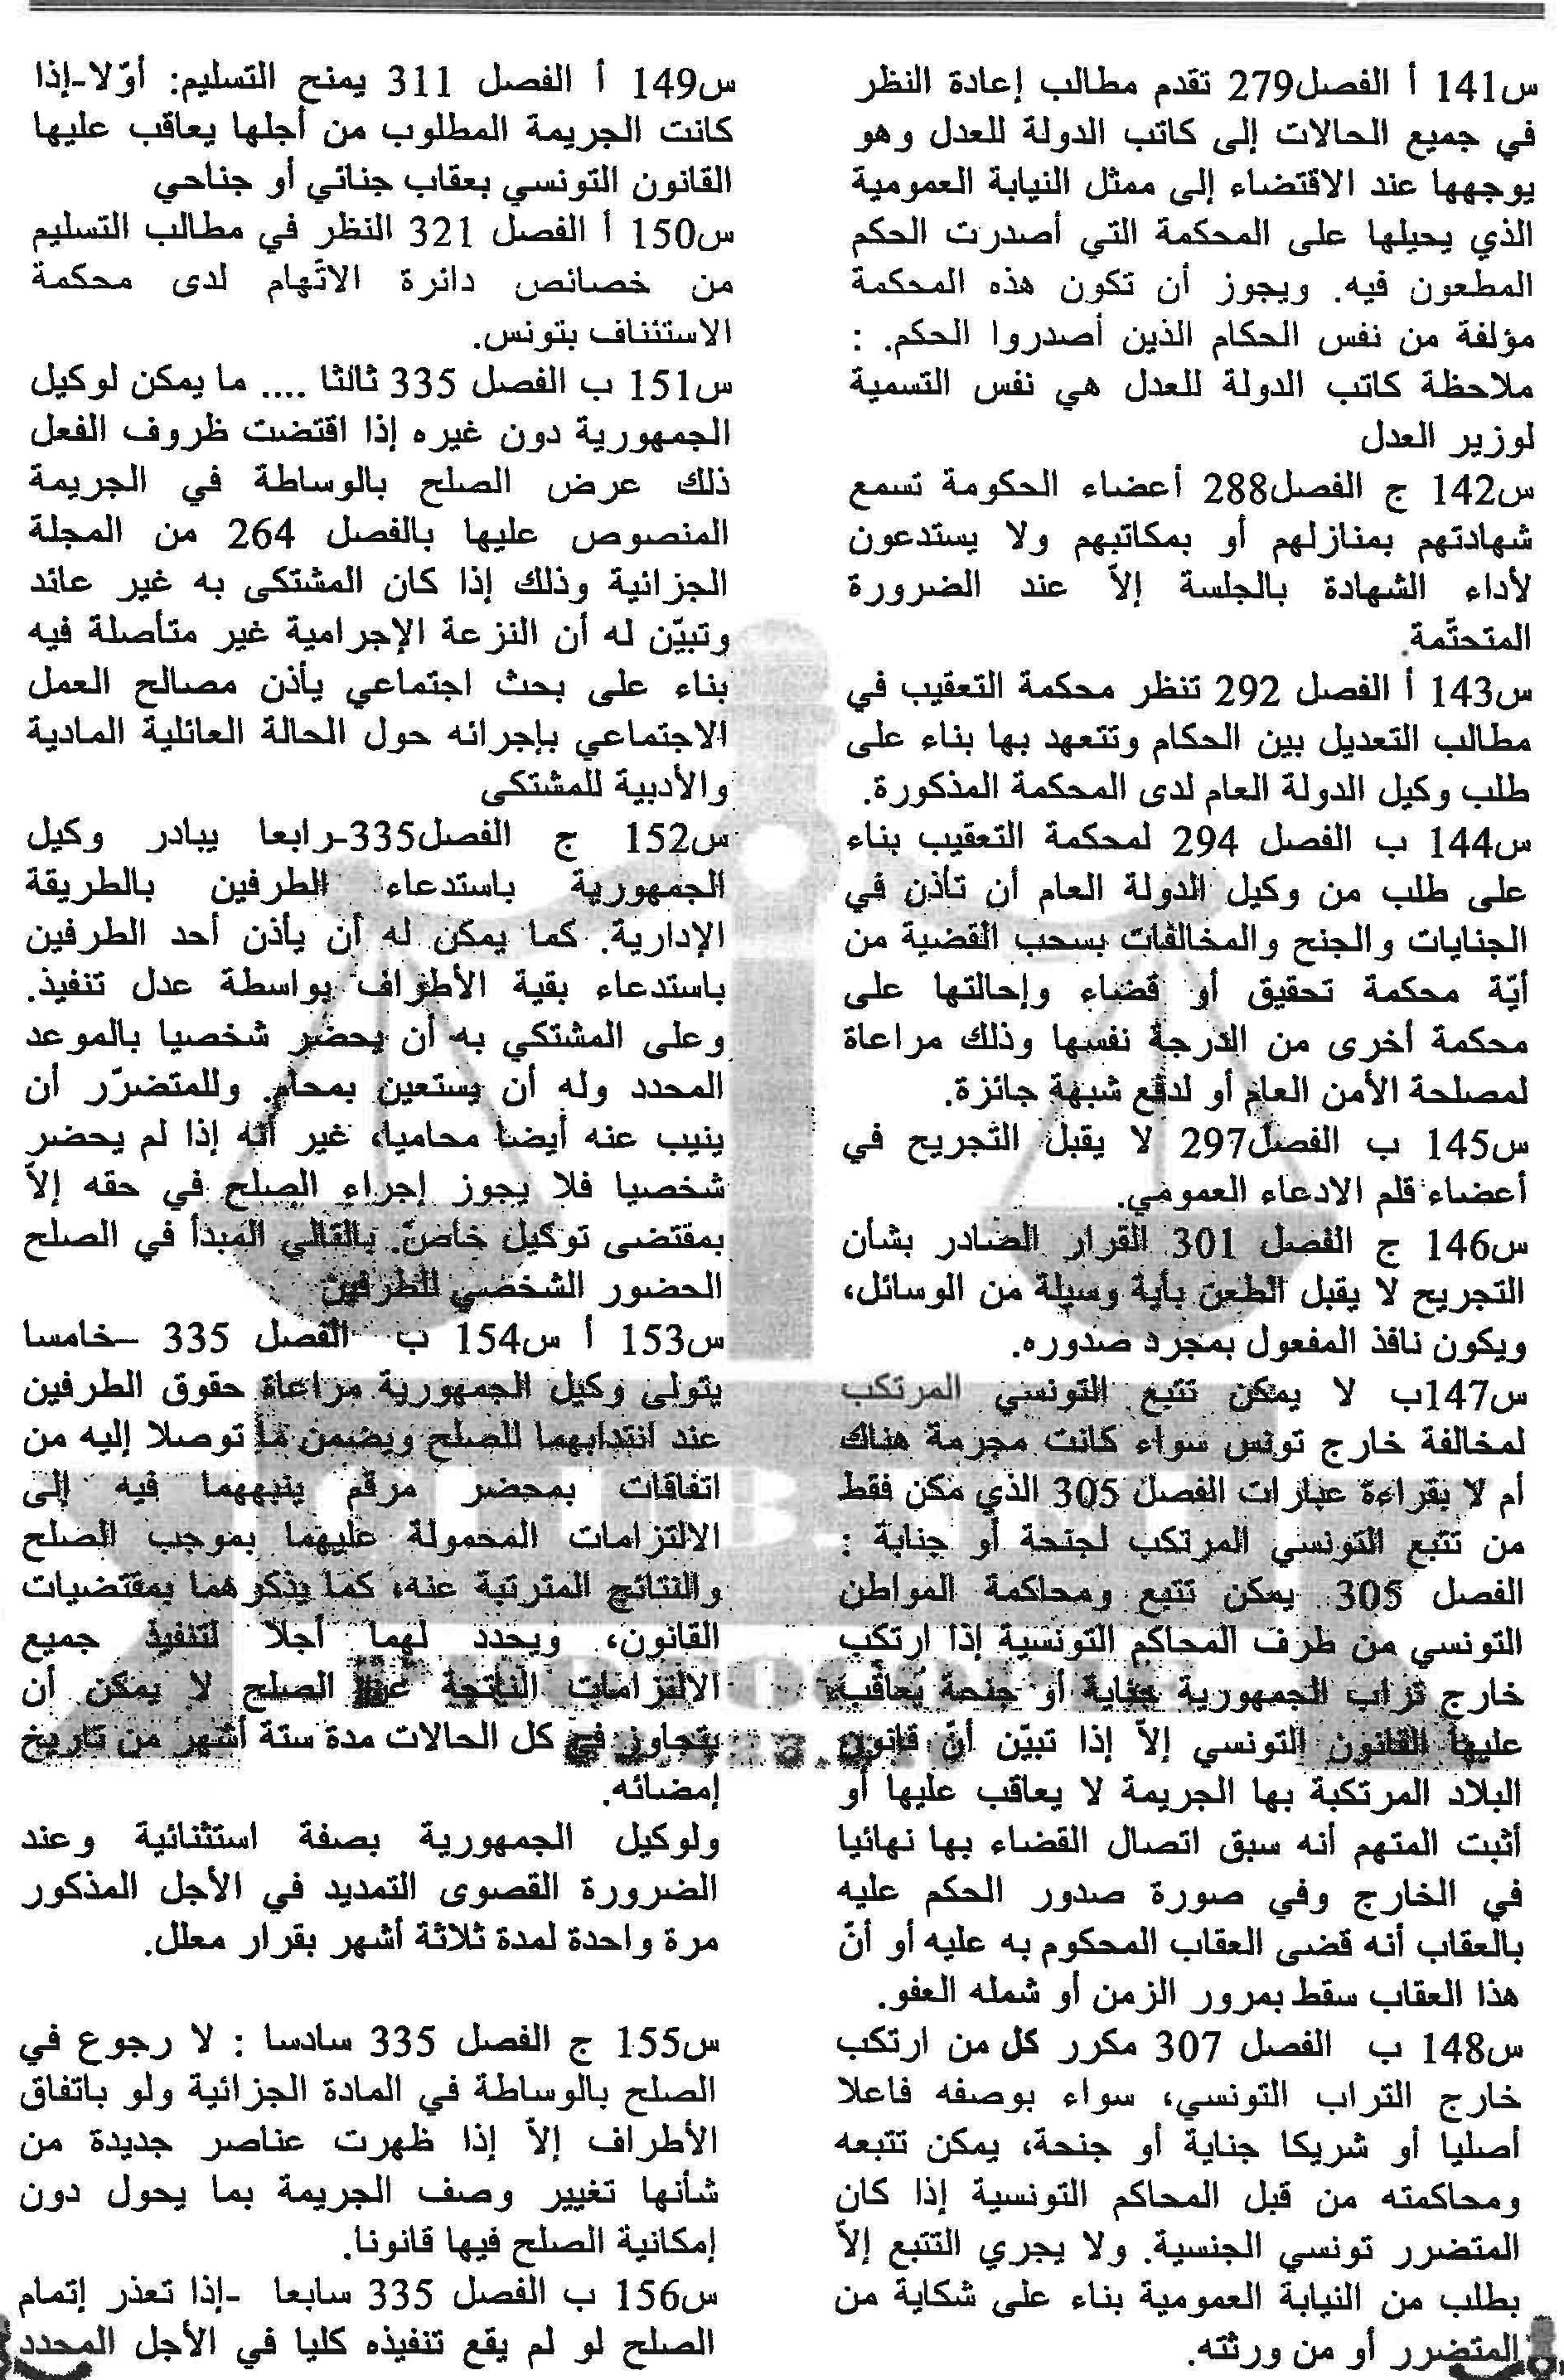 س141 أ الفصل279 تقدم مطالب إعادة النظر
في جميع الحالات إلى كاتب الدولة للعدل وهو
يوجهها عند الاقتضاء إلى ممثل النيابة العمومية
الذي يحيلها على المحكمة التي أصدرت الحكم
المطعون فيه. ويجوز أن تكون هذه المحكمة
مؤلفة من نفس الحكام الذين أصدروا الحكم. :
ملاحظة كاتب الدولة للعدل هي نفس التسمية
لوزير العدل
س142 ج الفصل288 أعضاء الحكومة تسمع
شهادتهم بمنازلهم أو بمكاتبهم ولا يستدعون
لأداء الشهادة بالجلسة إلاّ عند الضرورة
المتحتّمة.
س143 أ الفصل 292 تنظر محكمة التعقيب في
مطالب التعديل بين الحكام وتتعهد بها بناء على
طلب وكيل الدولة العام لدى المحكمة المذكورة.
س144 ب الفصل 294 لمحكمة التعقيب بناء
على طلب من وكيل الدولة العام أن تأذن في
الجنايات والجنح والمخالفات بسحب القضية من
أيّة محكمة تحقيق أو قضاء وإحالتها على
محكمة أخرى من الدرجة نفسها وذلك مراعاة
لمصلحة الأمن العام أو لدفع شبهة جائزة.
س145 ب الفصل297 لا يقبل التجريح في
أعضاء قلم الادعاء العمومي.
س146 ج الفصل 301 القرار الصادر بشأن
التجريح لا يقبل الطعن بأية وسيلة من الوسائل،
ويكون نافذ المفعول بمجرد صدوره.
س147ب لا يمكن تتبع التونسي المرتكب
لمخالفة خارج تونس سواء كانت مجرمة هناك
أم لا بقراءة عبارات الفصل 305 الذي مكن فقط
من تتبع التونسي المرتكب لجنحة أو جناية :
الفصل 305 يمكن تتبع ومحاكمة المواطن
التونسي من طرف المحاكم التونسية إذا ارتكب
خارج تراب الجمهورية جناية أو جنحة يعاقب
عليها القانون التونسي إلاّ إذا تبيّن أنّ قانون
البلاد المرتكبة بها الجريمة لا يعاقب عليها أو
أثبت المتهم أنه سبق اتصال القضاء بها نهائيا
في الخارج وفي صورة صدور الحكم عليه
بالعقاب أنه قضى العقاب المحكوم به عليه أو أنّ
هذا العقاب سقط بمرور الزمن أو شمله العفو.
س148 ب الفصل 307 مكرر كل من ارتكب
خارج التراب التونسي، سواء بوصفه فاعلا
أصليا أو شريكا جناية أو جنحة، يمكن تتبعه
ومحاكمته من قبل المحاكم التونسية إذا كان
المتضرر تونسي الجنسية. ولا يجري التتبع إلاّ
بطلب من النيابة العمومية بناء على شكاية من
المتضرر أو من ورثته.
س149 أ الفصل 311 يمنح التسليم: أوّلا-إذا
كانت الجريمة المطلوب من أجلها يعاقب عليها
القانون التونسي بعقاب جنائي أو جناحي
س150 أ الفصل 321 النظر في مطالب التسليم
من خصائص دائرة الاتّهام لدى محكمة
الاستئناف بتونس.
س151 ب الفصل 335 ثالثا .... ما يمكن لوكيل
الجمهورية دون غيره إذا اقتضت ظروف الفعل
ذلك عرض الصلح بالوساطة في الجريمة
المنصوص عليها بالفصل 264 من المجلة
الجزائية وذلك إذا كان المشتكى به غير عائد
وتبيّن له أن النزعة الإجرامية غير متأصلة فيه
بناء على بحث اجتماعي يأذن مصالح العمل
الاجتماعي بإجرائه حول الحالة العائلية المادية
والأدبية للمشتكى
س152 ج الفصل335-رابعا يبادر وكيل
الجمهورية باستدعاء الطرفين بالطريقة
الإدارية. كما يمكن له أن يأذن أحد الطرفين
باستدعاء بقية الأطراف بواسطة عدل تنفيذ.
وعلى المشتكي به أن يحضر شخصيا بالموعد
المحدد وله أن يستعين بمحام. وللمتضرّر أن
ينيب عنه أيضا محاميا، غير أنه إذا لم يحضر
شخصيا فلا يجوز إجراء الصلح في حقه إلاّ
بمقتضى توكيل خاصّ. بالتالي المبدأ في الصلح
الحضور الشخصي للطرفين
س153 أ س154 ب الفصل 335 –خامسا
يتولى وكيل الجمهورية مراعاة حقوق الطرفين
عند انتدابهما للصلح ويضمن ما توصلا إليه من
اتفاقات بمحضر مرقم ينبههما فيه إلى
الالتزامات المحمولة عليهما بموجب الصلح
والنتائج المترتبة عنه، كما يذكرهما بمقتضيات
القانون، ويحدد لهما أجلا لتنفيذ جميع
الالتزامات الناتجة عن الصلح لا يمكن أن
يتجاوز في كل الحالات مدة ستة أشهر من تاريخ
إمضائه.
ولوكيل الجمهورية بصفة استثنائية وعند
الضرورة القصوى التمديد في الأجل المذكور
مرة واحدة لمدة ثلاثة أشهر بقرار معلل.
س155 ج الفصل 335 سادسا : لا رجوع في
الصلح بالوساطة في المادة الجزائية ولو باتفاق
الأطراف إلاّ إذا ظهرت عناصر جديدة من
شأنها تغيير وصف الجريمة بما يحول دون
إمكانية الصلح فيها قانونا.
س156 ب الفصل 335 سابعا -إذا تعذر إتمام
الصلح لو لم يقع تنفيذه كليا في الأجل المحدد